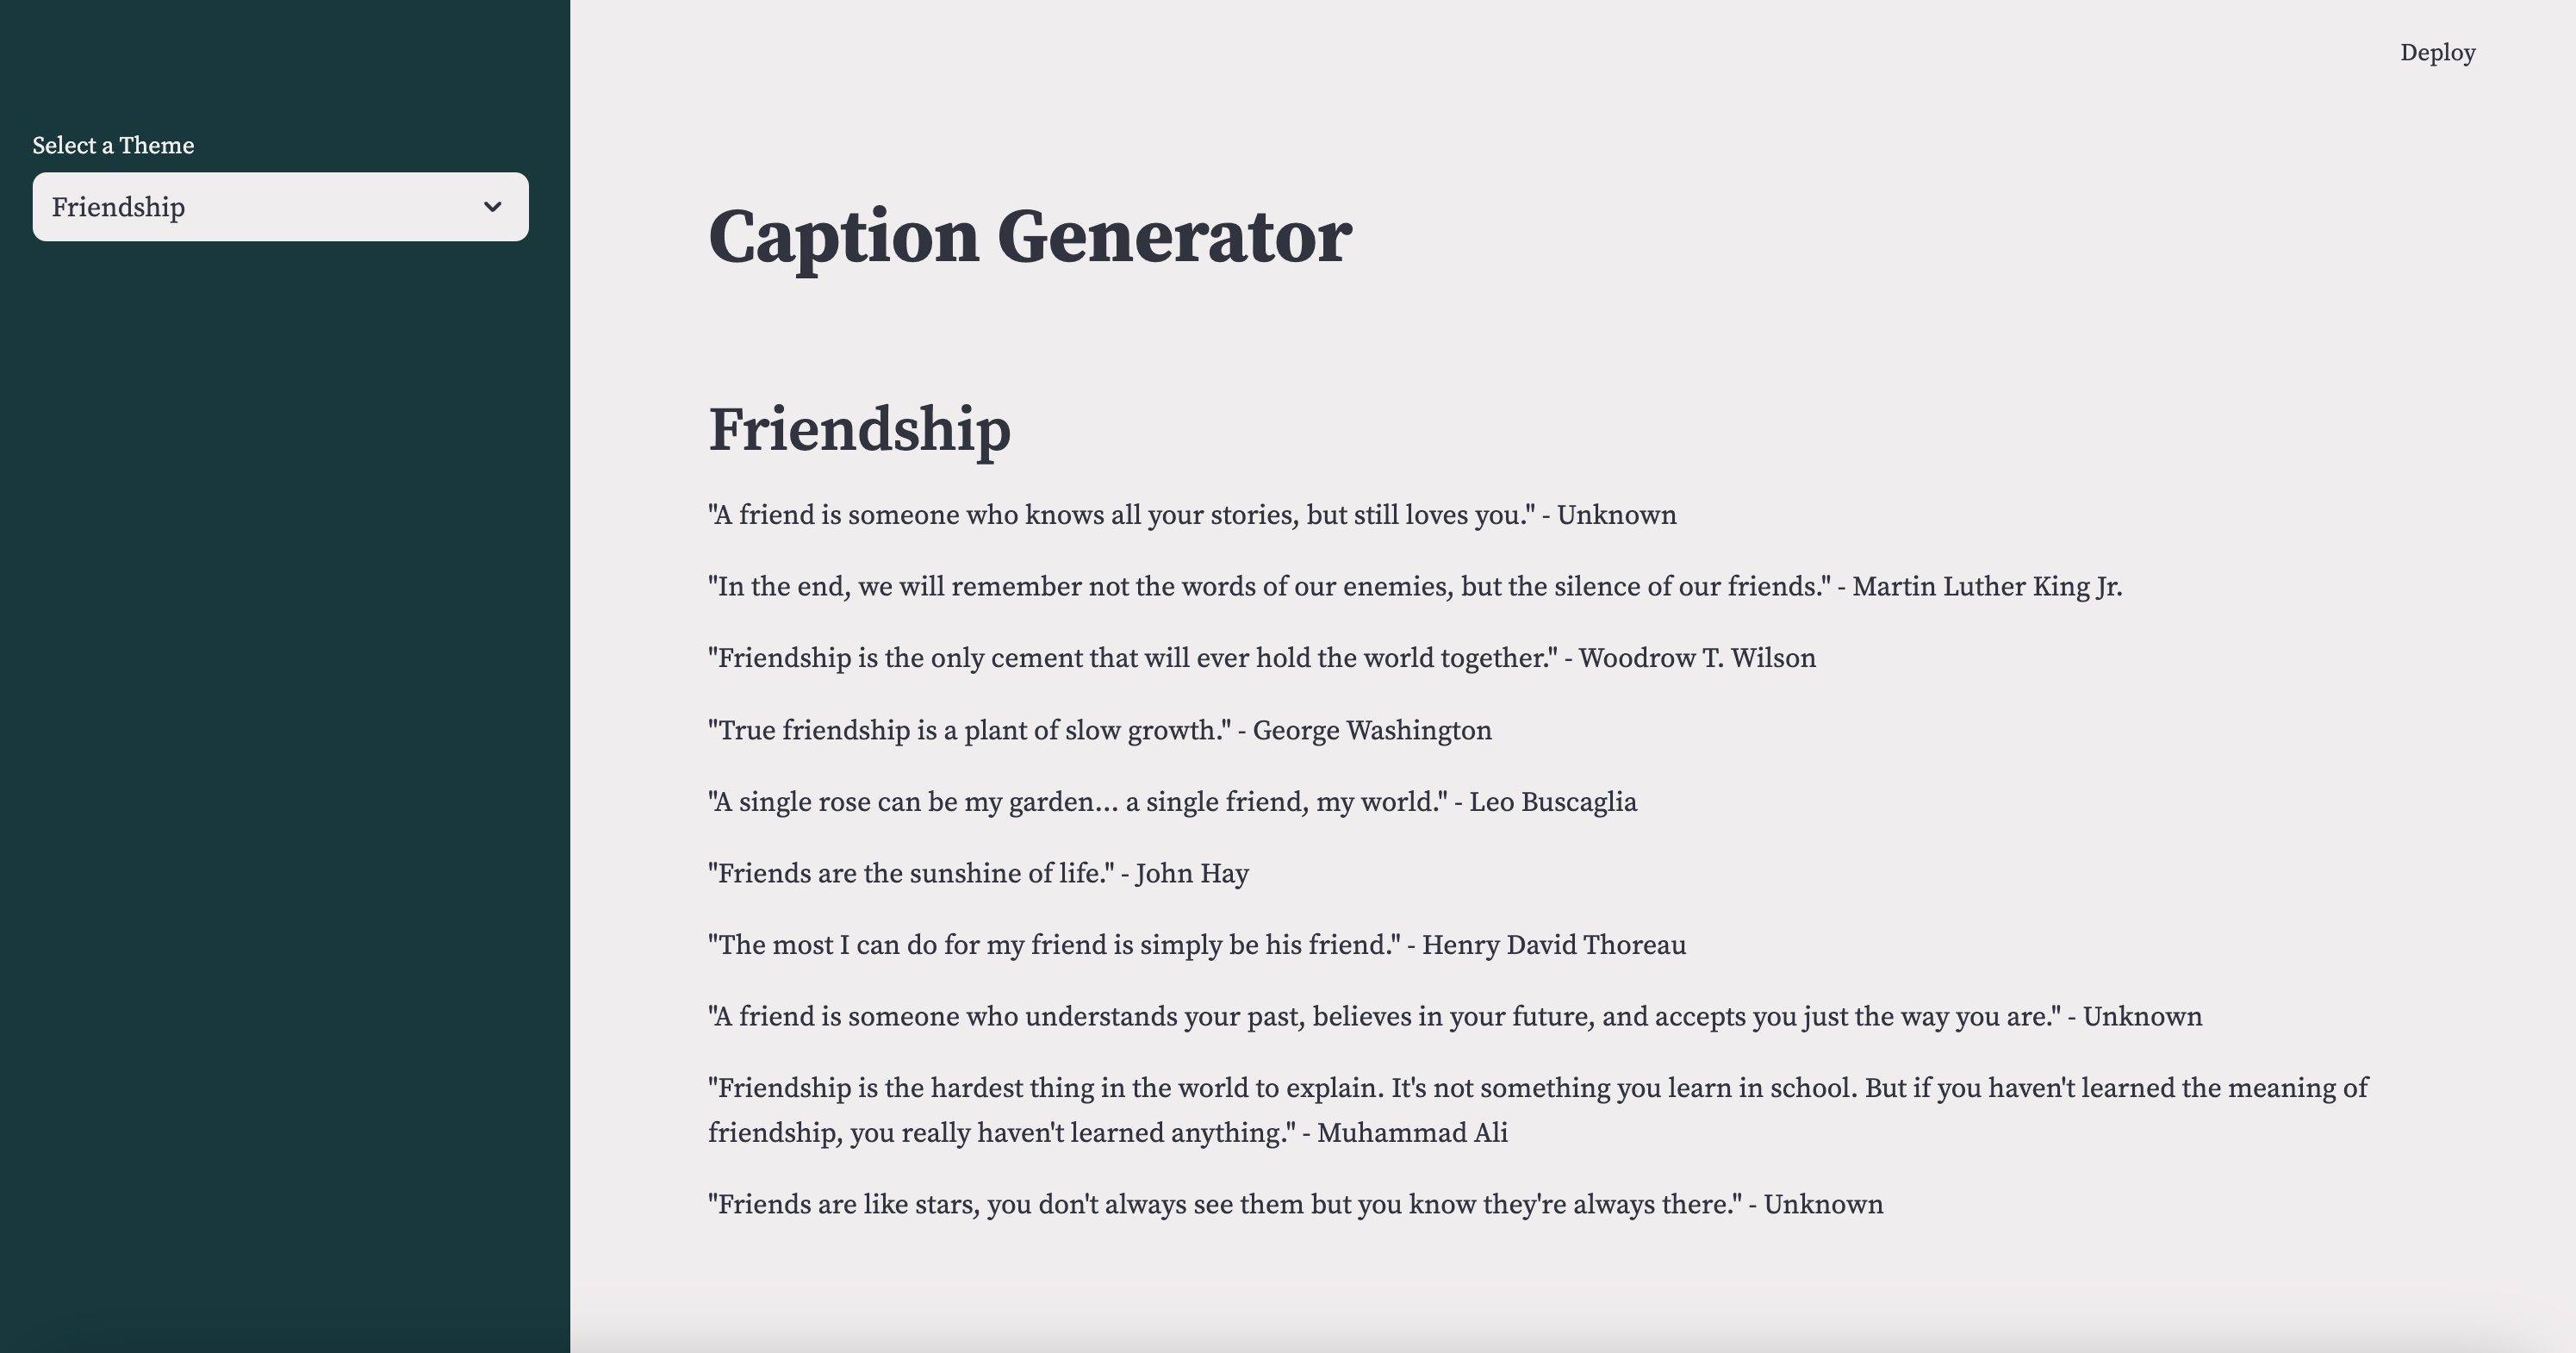 Deploy
Select a Theme
Friendship
Caption Generator
Friendship
"A friend is someone who knows all your stories, but still loves you." - Unknown
"In the end, we will remember not the words of our enemies, but the silence of our friends." - Martin Luther King Jr.
"Friendship is the only cement that will ever hold the world together." - Woodrow T. Wilson
"True friendship is a plant of slow growth." - George Washington
"A single rose can be my garden... a single friend, my world." - Leo Buscaglia
"Friends are the sunshine of life." - John Hay
"The most I can do for my friend is simply be his friend." - Henry David Thoreau
"A friend is someone who understands your past, believes in your future, and accepts you just the way you are." - Unknown
"Friendship is the hardest thing in the world to explain. It's not something you learn in school. But if you haven't learned the meaning of
friendship, you really haven't learned anything." - Muhammad Ali
"Friends are like stars, you don't always see them but you know they're always there." - Unknown